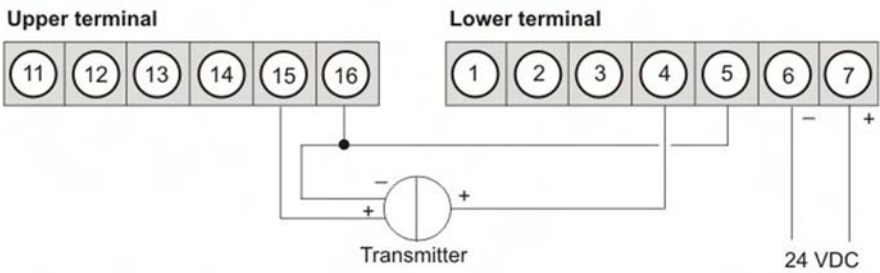 Upper terminal
Lower terminal
11 12 13 14 15 16
1 2 3 4 5 6 7
− +
−
+
+
Transmitter
24 VDC